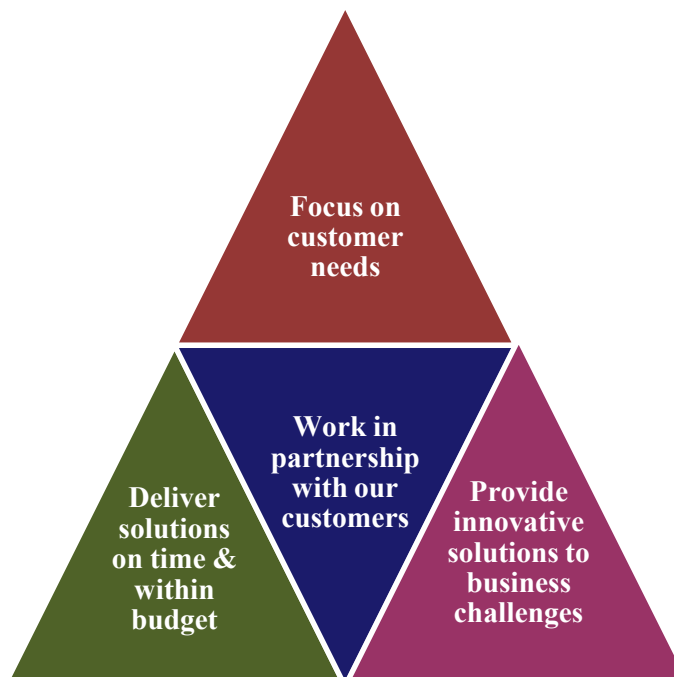 Focus on
customer
needs
Work in
partnership
with our
customers
Deliver
solutions
on time &
within
budget
Provide
innovative
solutions to
business
challenges